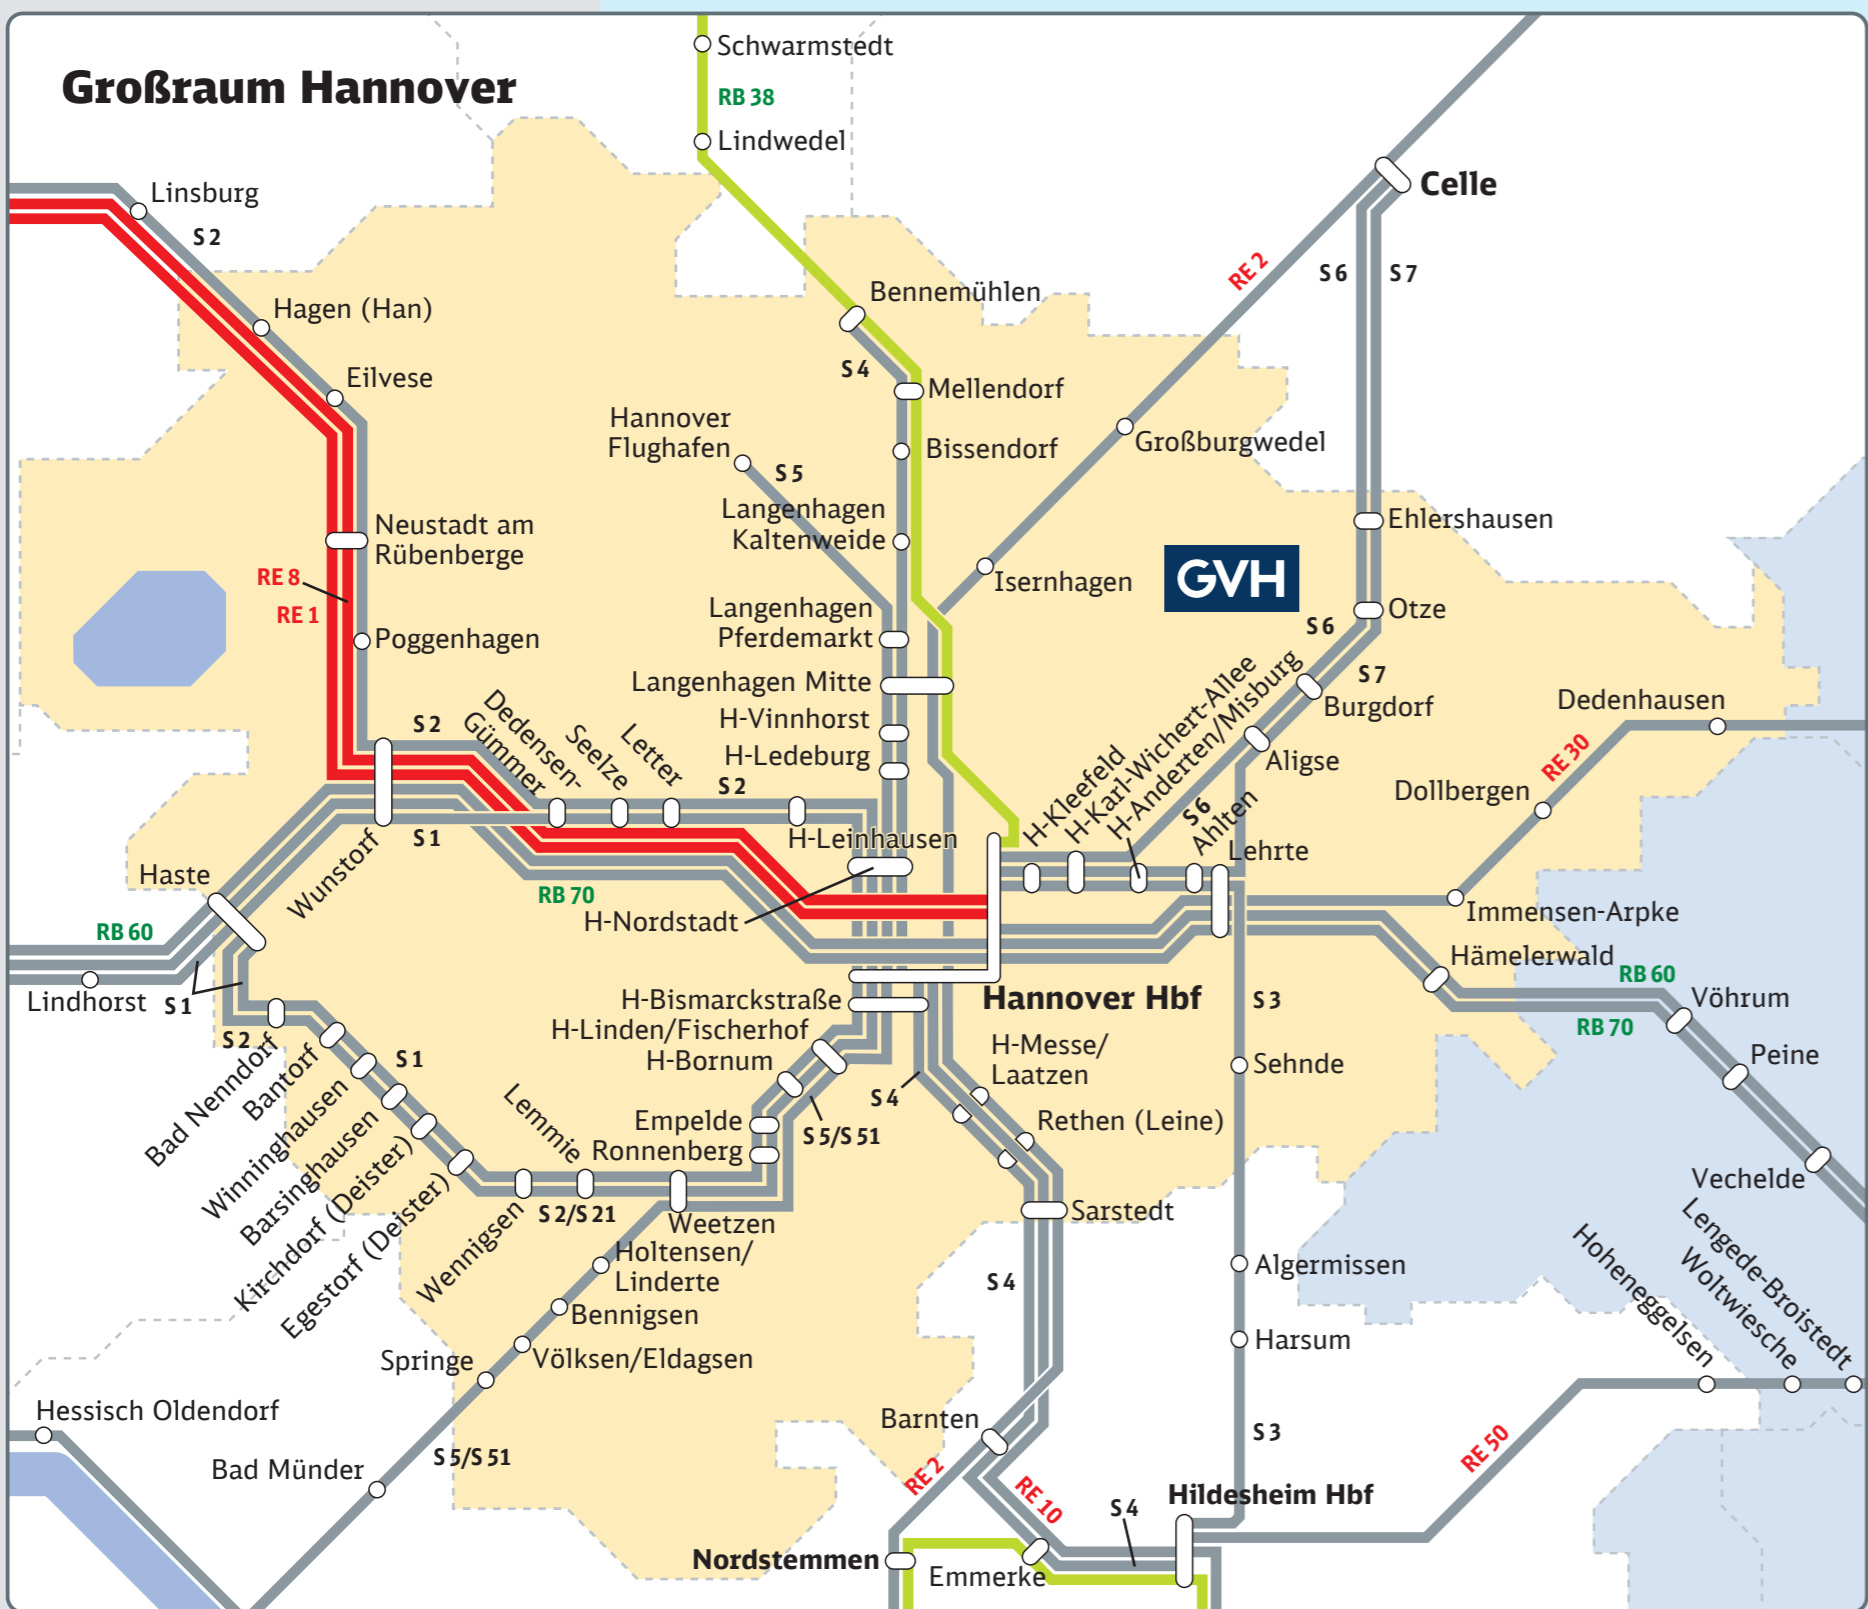 Großraum Hannover
Schwarmstedt
RB 38
Lindwedel
Linsburg
S 2
Celle
Hagen (Han)
Bennemühlen
RE 2
S 6
S 7
Eilvese
S 4
Mellendorf
Hannover
Flughafen
S 5
Bissendorf
Großburgwedel
Langenhagen
Kaltenweide
Neustadt am
Rübenberge
Ehlershausen
RE 8
RE 1
Isernhagen
GVH
Langenhagen
Pferdemarkt
Otze
S 6
Poggenhagen
S 7
Langenhagen Mitte
Burgdorf
Dedenhausen
S 2
Dedensen-
Gümmer
Seelze
Letter
H-Vinnhorst
H-Ledeburg
H-Kleefeld
H-Karl-Wichert-Allee
H-Anderten/Misburg
Aligse
RE 30
S 2
S 6
Ahlten
Dollbergen
S 1
H-Leinhausen
Lehrte
Haste
Wunstorf
RB 70
H-Nordstadt
Immensen-Arpke
RB 60
Hämelerwald
RB 60
Lindhorst
S 1
H-Bismarckstraße
Hannover Hbf
S 3
Vöhrum
RB 70
S 2
H-Linden/Fischerhof
H-Bornum
S 1
H-Messe/
Laatzen
Sehnde
Peine
Bad Nenndorf
Bantorf
Winninghausen
Barsinghausen
Kirchdorf (Deister)
Egestorf (Deister)
Wennigsen
Lemmie
S 4
Empelde
Ronnenberg
S 5/S 51
Rethen (Leine)
Vechelde
S 2/S 21
Weetzen
Sarstedt
Holtensen/
Linderte
S 4
Algermissen
Hoheneggelsen
Woltwiesche
Lengede-Broistedt
Bennigsen
Harsum
Springe
Völksen/Eldagsen
Hessisch Oldendorf
Barnten
S 3
Bad Münder
S 5/S 51
RE 2
RE 10
RE 50
S 4
Hildesheim Hbf
Nordstemmen
Emmerke